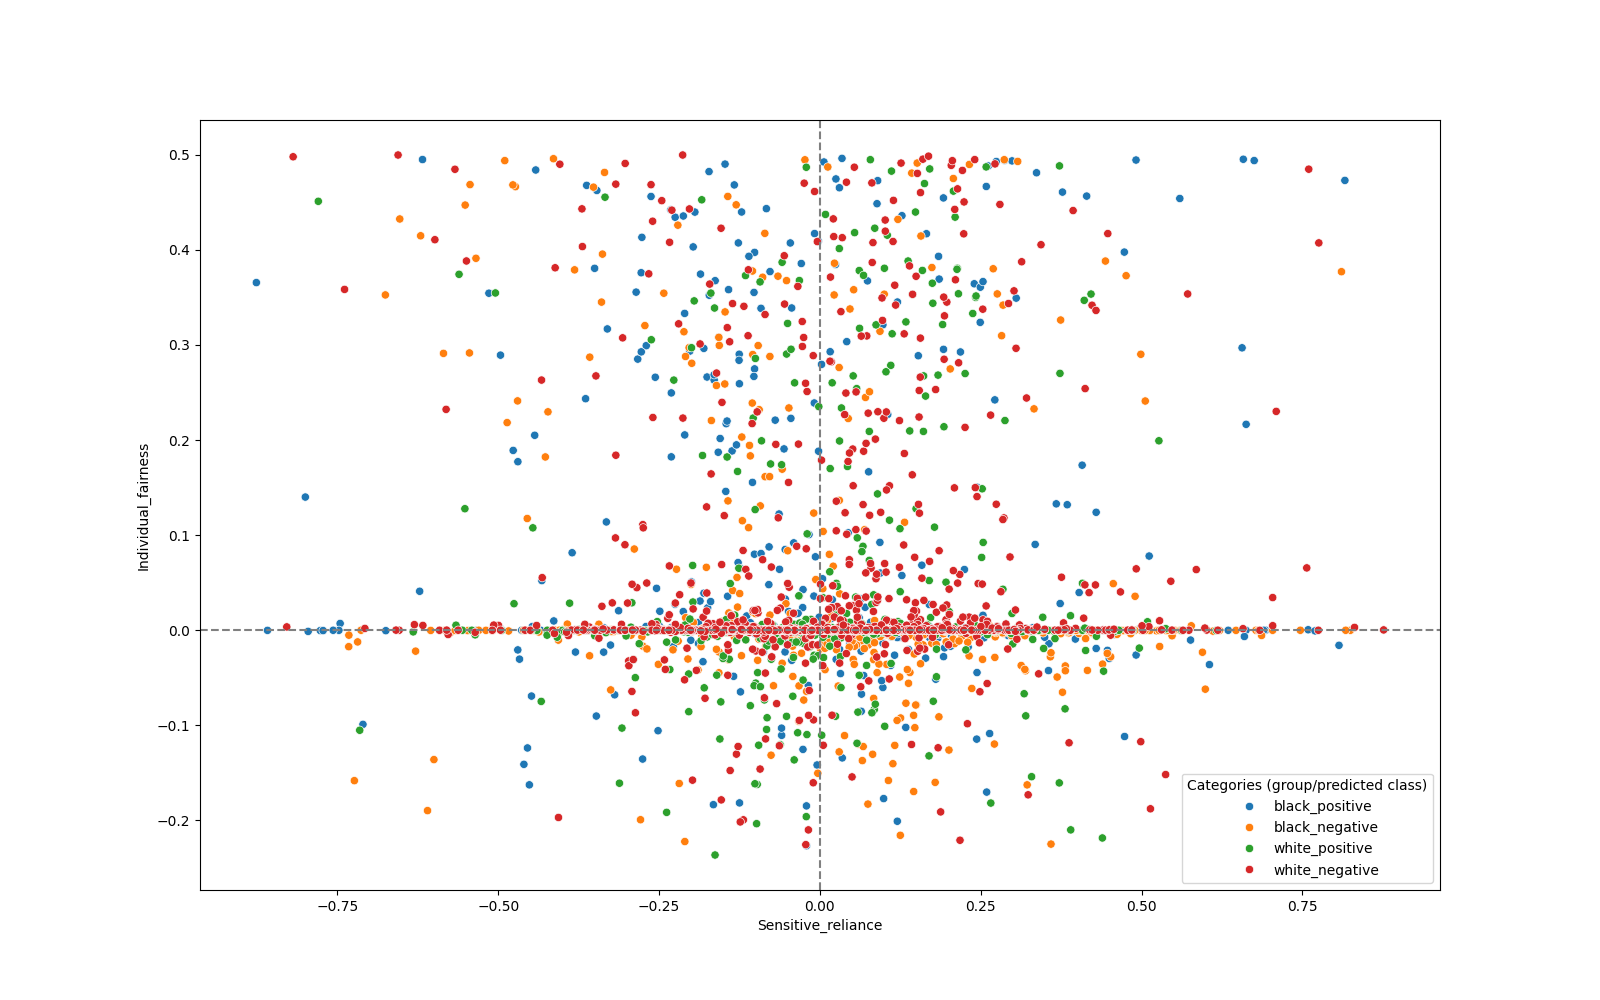 0.5
0.4
0.3
0.2
0.1
0.0
−0.1
−0.2
Individual_fairness
−0.75 −0.50 −0.25 0.00 0.25 0.50 0.75
Sensitive_reliance
Categories (group/predicted class)
black_positive
black_negative
white_positive
white_negative